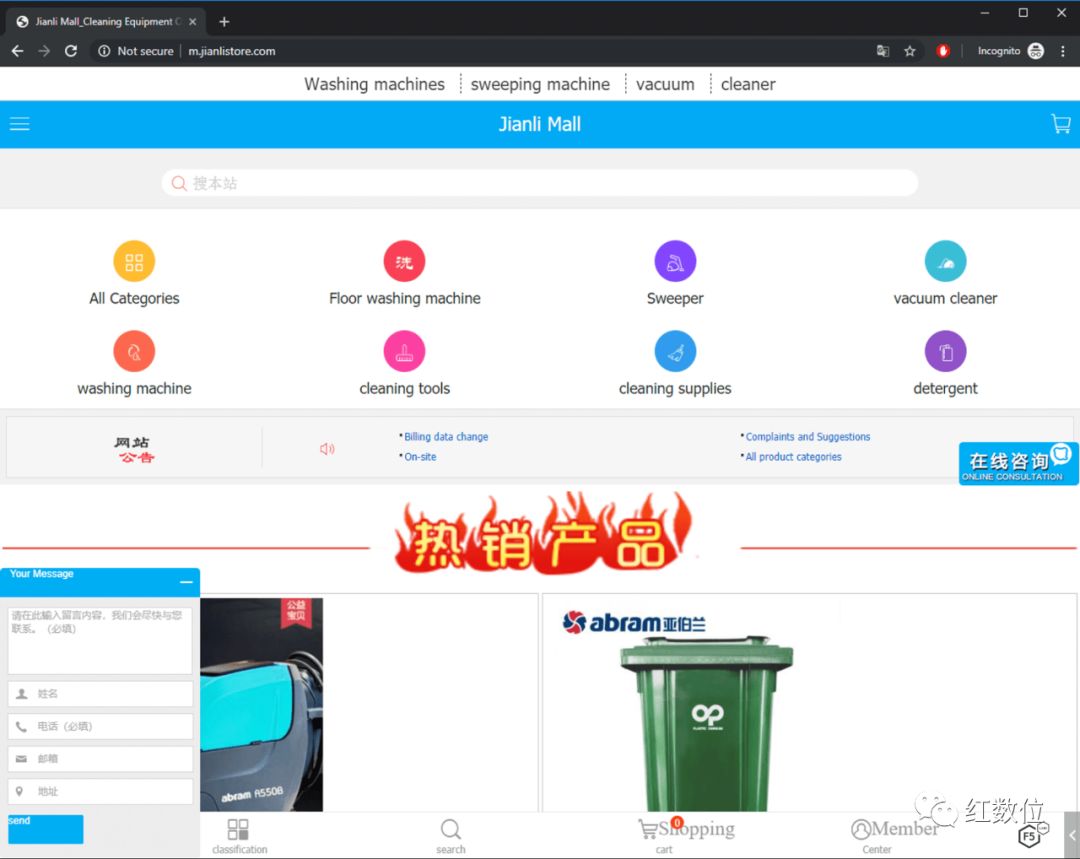 Jianli Mall_Cleaning Equipment C
Not secure
m.jianlistore.com
Incognito
Washing machines
sweeping machine
vacuum
cleaner
Jianli Mall
搜本站
洗
All Categories
Floor washing machine
Sweeper
vacuum cleaner
washing machine
cleaning tools
cleaning supplies
detergent
网站
公告
Billing data change
On-site
Complaints and Suggestions
All product categories
在线咨询
ONLINE CONSULTATION
热销产品
Your Message
请在此输入留言内容，我们会尽快与您
联系。（必填）
姓名
电话（必填）
邮箱
地址
send
公益
宝贝
abram A550B
abram亚伯兰
OP
classification
search
0
Shopping
cart
Member
Center
红数位
F5